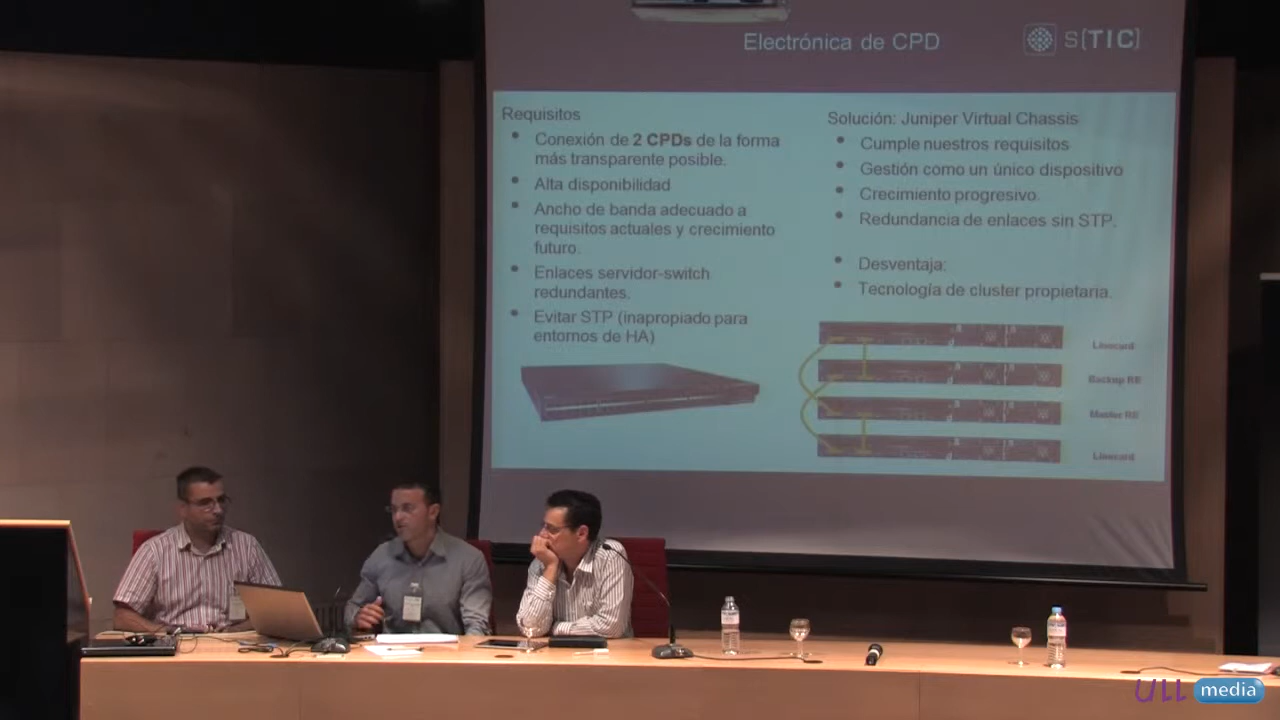 Electrónica de CPD
S[TIC]
Requisitos
Conexión de 2 CPDs de la forma
más transparente posible.
Alta disponibilidad
Ancho de banda adecuado a
requisitos actuales y crecimiento
futuro.
Enlaces servidor-switch
redundantes.
Evitar STP (inapropiado para
entornos de HA)
Solución: Juniper Virtual Chassis
Cumple nuestros requisitos
Gestión como un único dispositivo
Crecimiento progresivo.
Redundancia de enlaces sin STP.
Desventaja:
Tecnología de cluster propietaria.
Linecard
Backup RE
Master RE
Linecard
ULL media